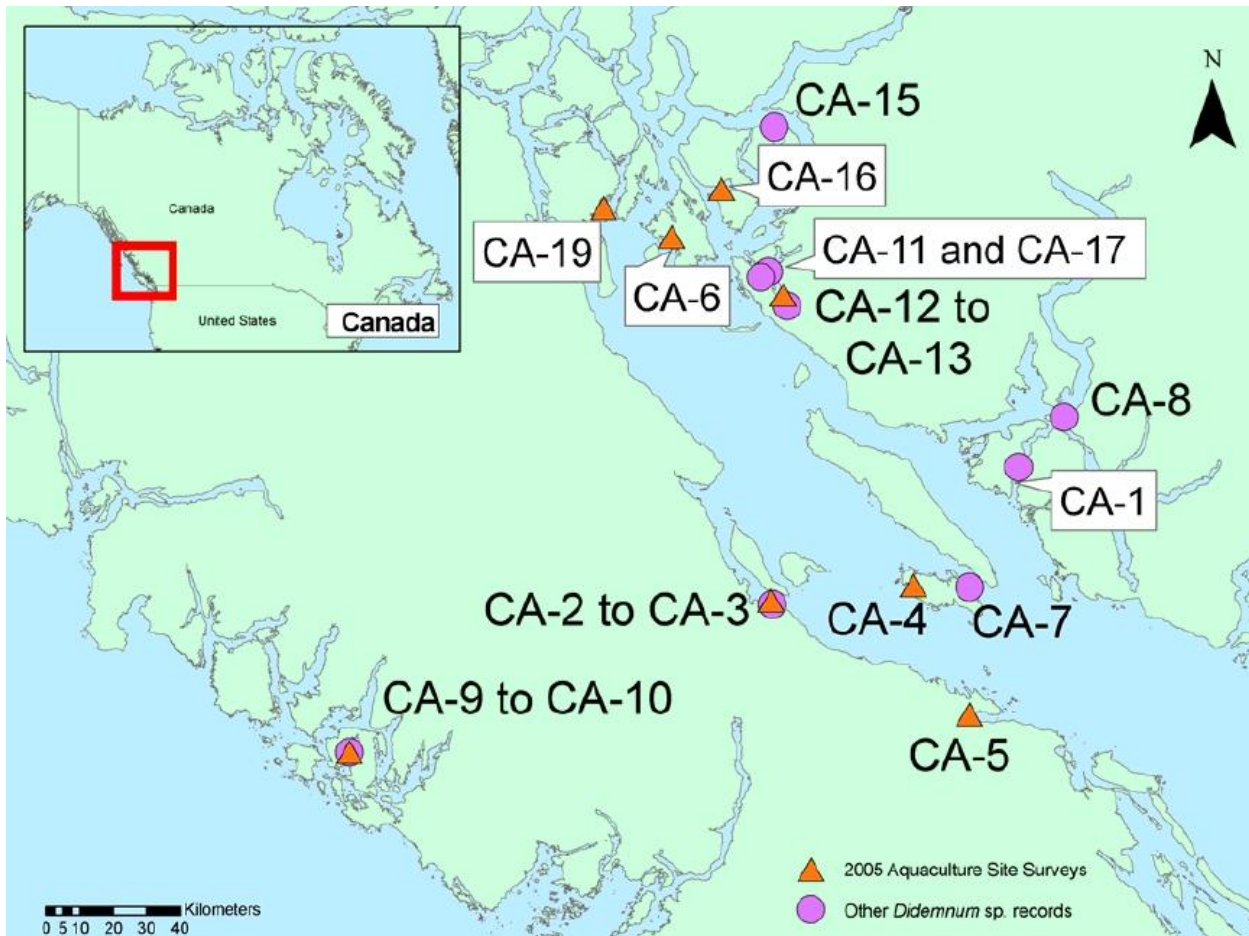 N
CA-15
CA-16
Canada
CA-19
CA-11 and CA-17
CA-6
United States
Canada
CA-12 to
CA-13
CA-8
CA-1
CA-2 to CA-3
CA-4
CA-7
CA-9 to CA-10
CA-5
2005 Aquaculture Site Surveys
Other Didemnum sp. records
Kilometers
0 5 10 20 30 40